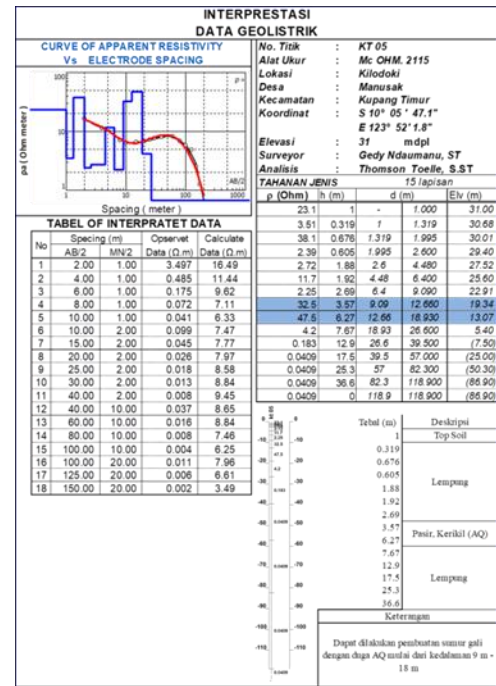 INTERPRESTASI
DATA GEOLISTRIK
CURVE OF APPARENT RESISTIVITY
Vs ELECTRODE SPACING
ρa ( Ohm meter )
100
10
1
1 10 100 1000
ρ=
AB/2
Spacing ( meter )
No. Titik : KT 05
Alat Ukur : Mc OHM. 2115
Lokasi : Kilodoki
Desa : Manusak
Kecamatan : Kupang Timur
Koordinat : S 10° 05 ' 47.1"
E 123° 52' 1.8"
Elevasi : 31 mdpl
Surveyor : Gedy Ndaumanu, ST
Analisis : Thomson Toelle, S.ST
TAHANAN JENIS 15 lapisan
ρ (Ohm) h (m) d (m) Elv (m)
23.1 1 - 1.000 31.00
3.51 0.319 1 1.319 30.68
38.1 0.676 1.319 1.995 30.01
2.39 0.605 1.995 2.600 29.40
2.72 1.88 2.6 4.480 27.52
11.7 1.92 4.48 6.400 25.60
2.25 2.69 6.4 9.090 22.91
32.5 3.57 9.09 12.660 19.34
47.5 6.27 12.66 18.930 13.07
4.2 7.67 18.93 26.600 5.40
0.183 12.9 26.6 39.500 (7.50)
0.0409 17.5 39.5 57.000 (25.00)
0.0409 25.3 57 82.300 (50.30)
0.0409 36.6 82.3 118.900 (86.90)
0.0409 0 118.9 118.900 (86.90)
TABEL OF INTERPRATET DATA
No Specing (m) Opservet Calculate
AB/2 MN/2 Data (Ω.m) Data (Ω.m)
1 2.00 1.00 3.497 16.49
2 4.00 1.00 0.485 11.44
3 6.00 1.00 0.175 9.62
4 8.00 1.00 0.072 7.11
5 10.00 1.00 0.041 6.33
6 10.00 2.00 0.099 7.47
7 15.00 2.00 0.045 7.77
8 20.00 2.00 0.026 7.97
9 25.00 2.00 0.018 8.58
10 30.00 2.00 0.013 8.84
11 40.00 2.00 0.008 9.45
12 40.00 10.00 0.037 8.65
13 60.00 10.00 0.016 8.84
14 80.00 10.00 0.008 7.46
15 100.00 10.00 0.004 6.25
16 100.00 20.00 0.011 7.96
17 125.00 20.00 0.006 6.61
18 150.00 20.00 0.002 3.49
Tebal (m) Deskripsi
1 Top Soil
0.319
0.676
0.605
1.88 Lempung
1.92
2.69
3.57
6.27 Pasir, Kerikil (AQ)
7.67
12.9
17.5 Lempung
25.3
36.6
Keterangan
Dapat dilakukan pembuatan sumur gali
dengan duga AQ mulai dari kedalaman 9 m -
18 m